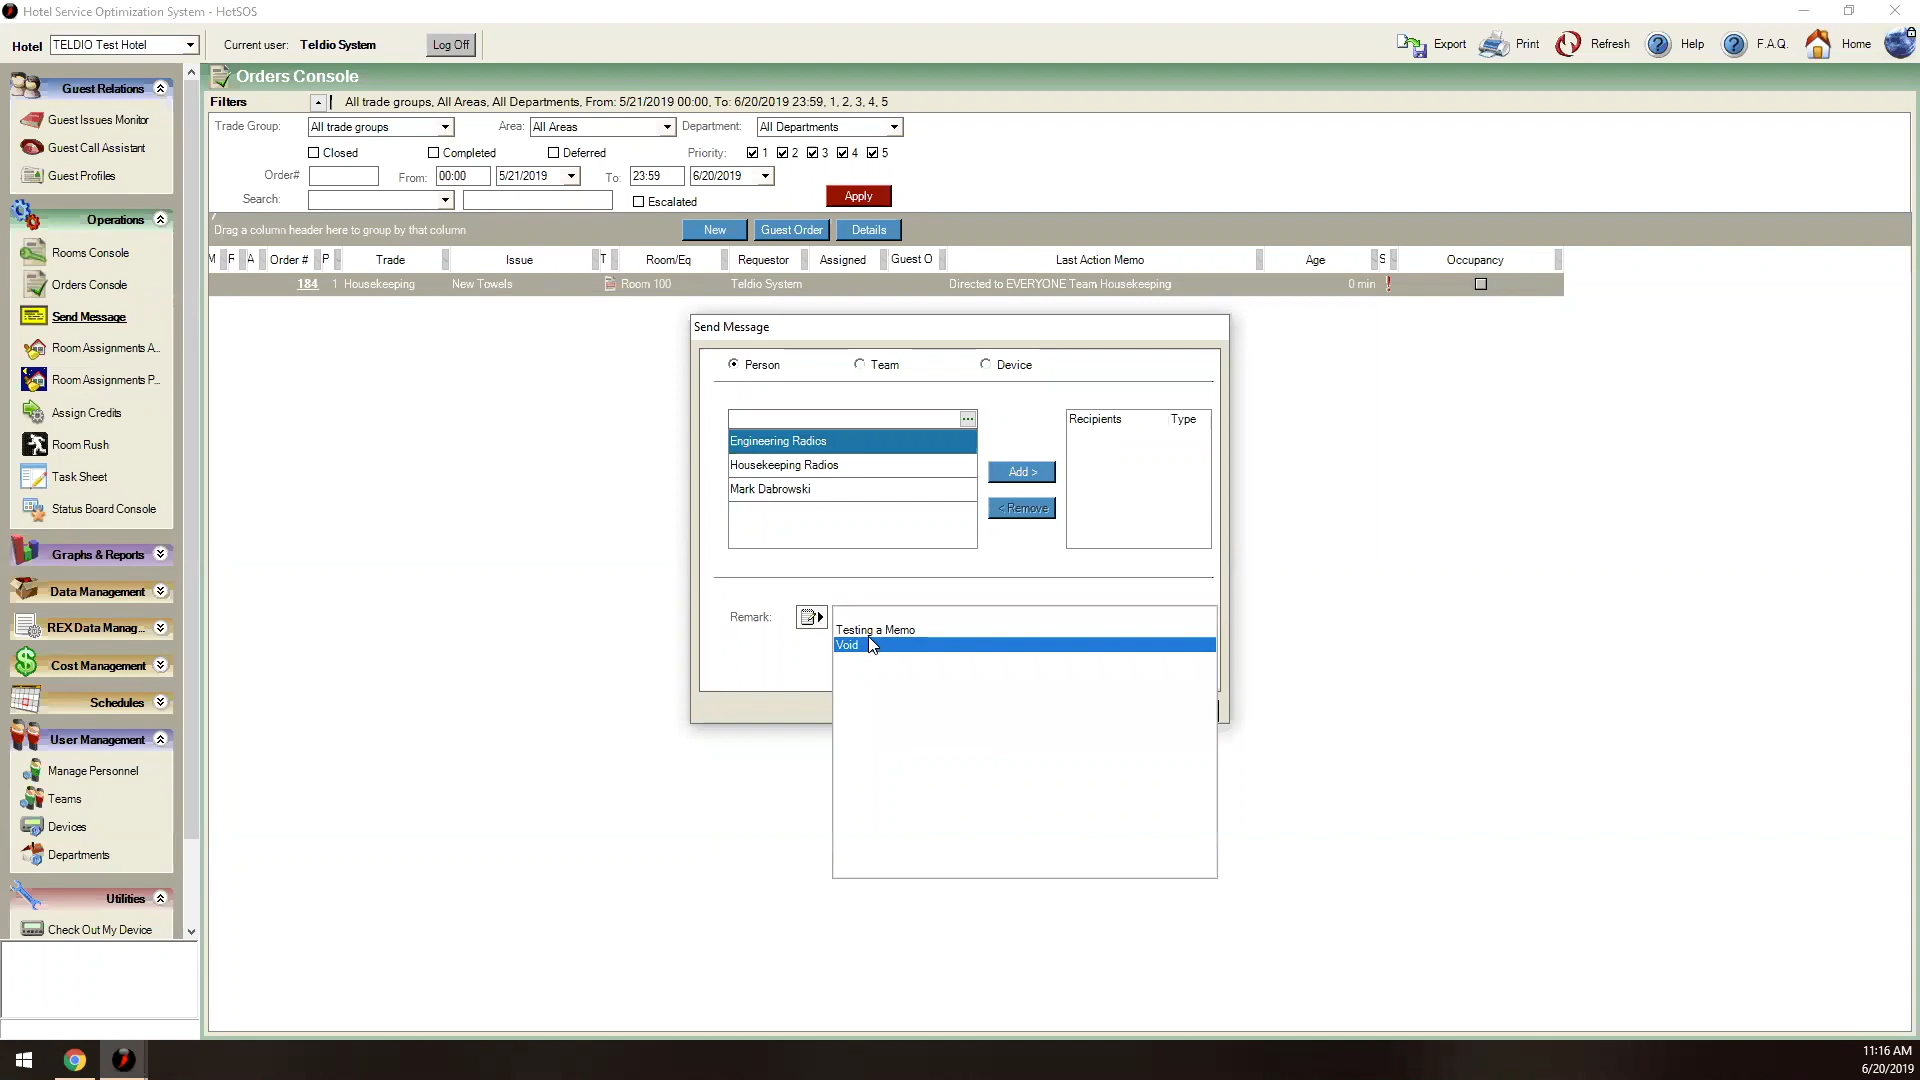 Hotel Service Optimization System - HotSOS
Hotel TELDIO Test Hotel Current user: Teldio System Log Off Export Print Refresh Help F.A.Q. Home
Guest Relations
Guest Issues Monitor
Guest Call Assistant
Guest Profiles
Operations
Rooms Console
Orders Console
Send Message
Room Assignments A...
Room Assignments P...
Assign Credits
Room Rush
Task Sheet
Status Board Console
Graphs & Reports
Data Management
REX Data Manag...
Cost Management
Schedules
User Management
Manage Personnel
Teams
Devices
Departments
Utilities
Check Out My Device
Orders Console
Filters All trade groups, All Areas, All Departments, From: 5/21/2019 00:00, To: 6/20/2019 23:59, 1, 2, 3, 4, 5
Trade Group: All trade groups Area: All Areas Department: All Departments
Closed Completed Deferred Priority: 1 2 3 4 5
Order# From: 00:00 5/21/2019 To: 23:59 6/20/2019
Search: Escalated Apply
Drag a column header here to group by that column New Guest Order Details
M F A Order # P Trade Issue T Room/Eq Requestor Assigned Guest O Last Action Memo Age S Occupancy
184 1 Housekeeping New Towels Room 100 Teldio System Directed to EVERYONE Team Housekeeping 0 min !
Send Message
Person Team Device
Engineering Radios
Housekeeping Radios
Mark Dabrowski
Add >
< Remove
Recipients Type
Remark:
Testing a Memo
Void
11:16 AM
6/20/2019